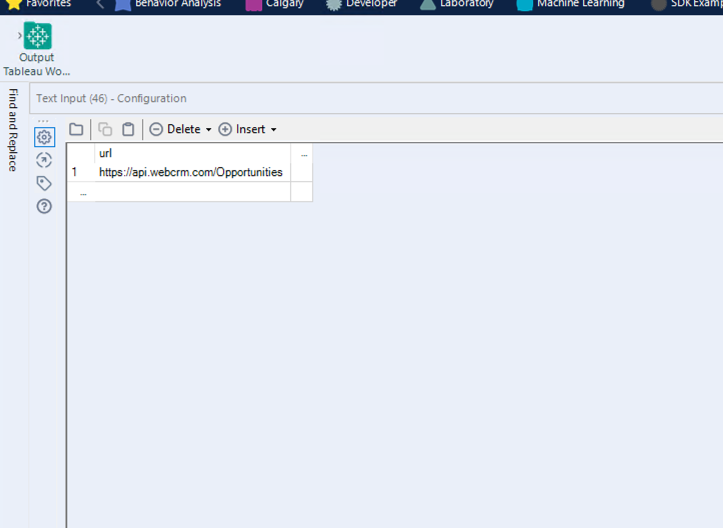 Favorites
Behavior Analysis
Calgary
Developer
Laboratory
Machine Learning
SDK Examp
Output
Tableau Wo...
Find and Replace
Text Input (46) - Configuration
Delete
Insert
url
...
1
https://api.webcrm.com/Opportunities
...